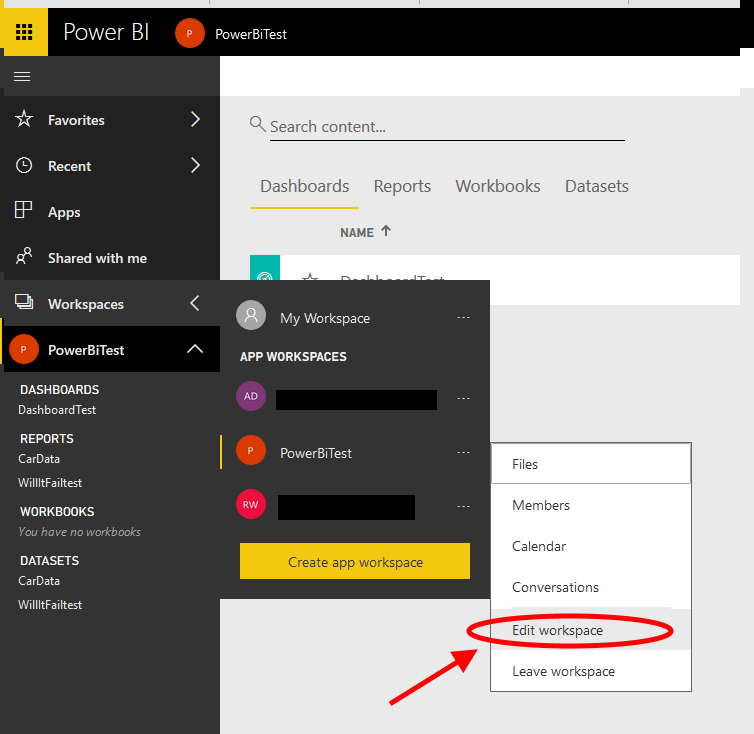 Power BI
P
PowerBiTest
Favorites
Recent
Apps
Shared with me
Workspaces
P
PowerBiTest
DASHBOARDS
DashboardTest
REPORTS
CarData
WillItFailtest
WORKBOOKS
You have no workbooks
DATASETS
CarData
WillItFailtest
Search content...
Dashboards Reports Workbooks Datasets
NAME
DashboardTest
My Workspace ...
APP WORKSPACES
AD ...
P PowerBiTest ...
RW ...
Create app workspace
Files
Members
Calendar
Conversations
Edit workspace
Leave workspace